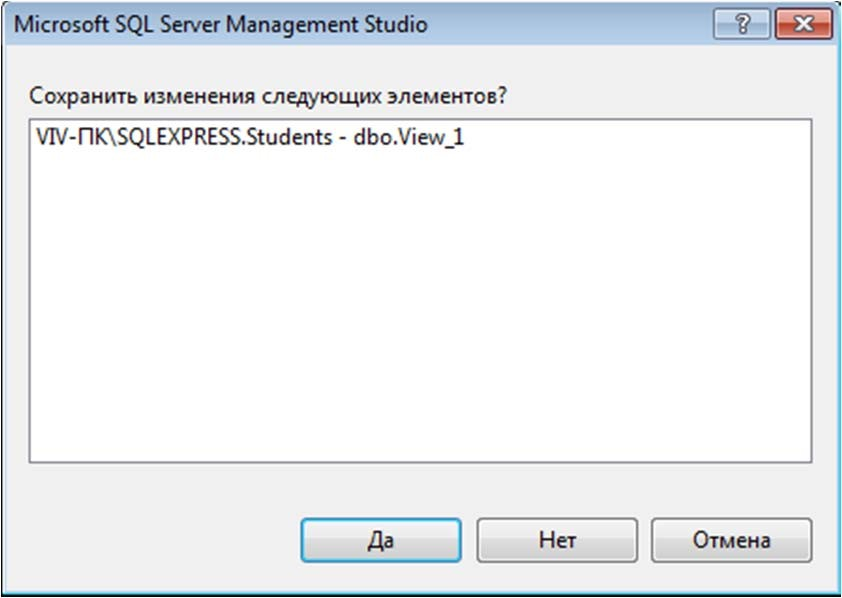 Microsoft SQL Server Management Studio
?
Сохранить изменения следующих элементов?
VIV-ПК\SQLEXPRESS.Students - dbo.View_1
Да Нет Отмена